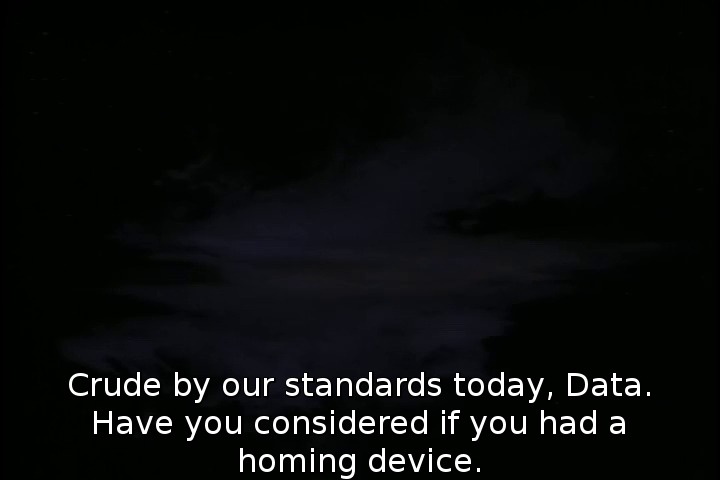 Crude by our standards today, Data.
Have you considered if you had a
homing device.